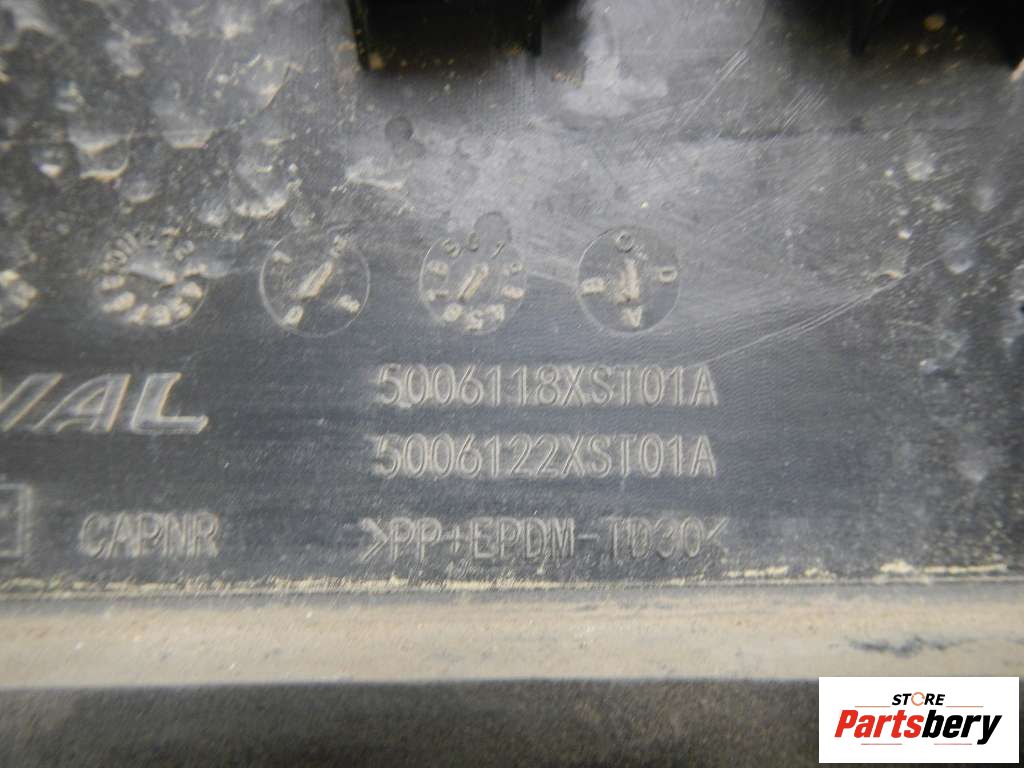 VAL
5006118XST01A
5006122XST01A
CAPNR
>PP+EPDM-TD30<
STORE
Partsbery